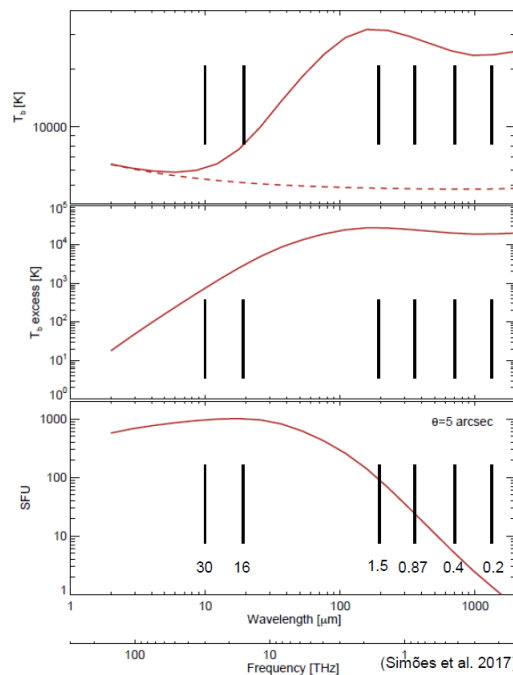 T_b [K]
10000
T_b excess [K]
10^5
10^4
10^3
10^2
10^1
10^0
θ=5 arcsec
SFU
1000
100
10
1
30 16 1.5 0.87 0.4 0.2
1 10 100 1000
Wavelength [μm]
100 10 1
Frequency [THz]
(Simões et al. 2017)